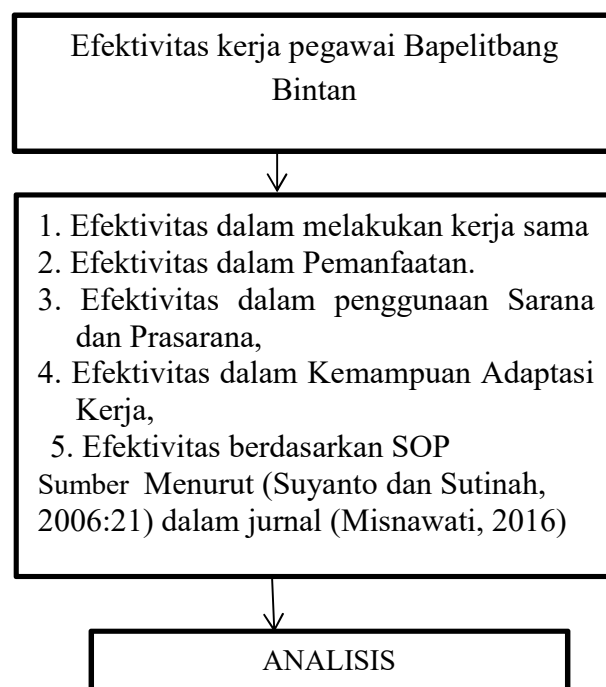 Efektivitas kerja pegawai Bapelitbang
Bintan
1. Efektivitas dalam melakukan kerja sama
2. Efektivitas dalam Pemanfaatan.
3. Efektivitas dalam penggunaan Sarana
dan Prasarana,
4. Efektivitas dalam Kemampuan Adaptasi
Kerja,
5. Efektivitas berdasarkan SOP
Sumber Menurut (Suyanto dan Sutinah,
2006:21) dalam jurnal (Misnawati, 2016)
ANALISIS